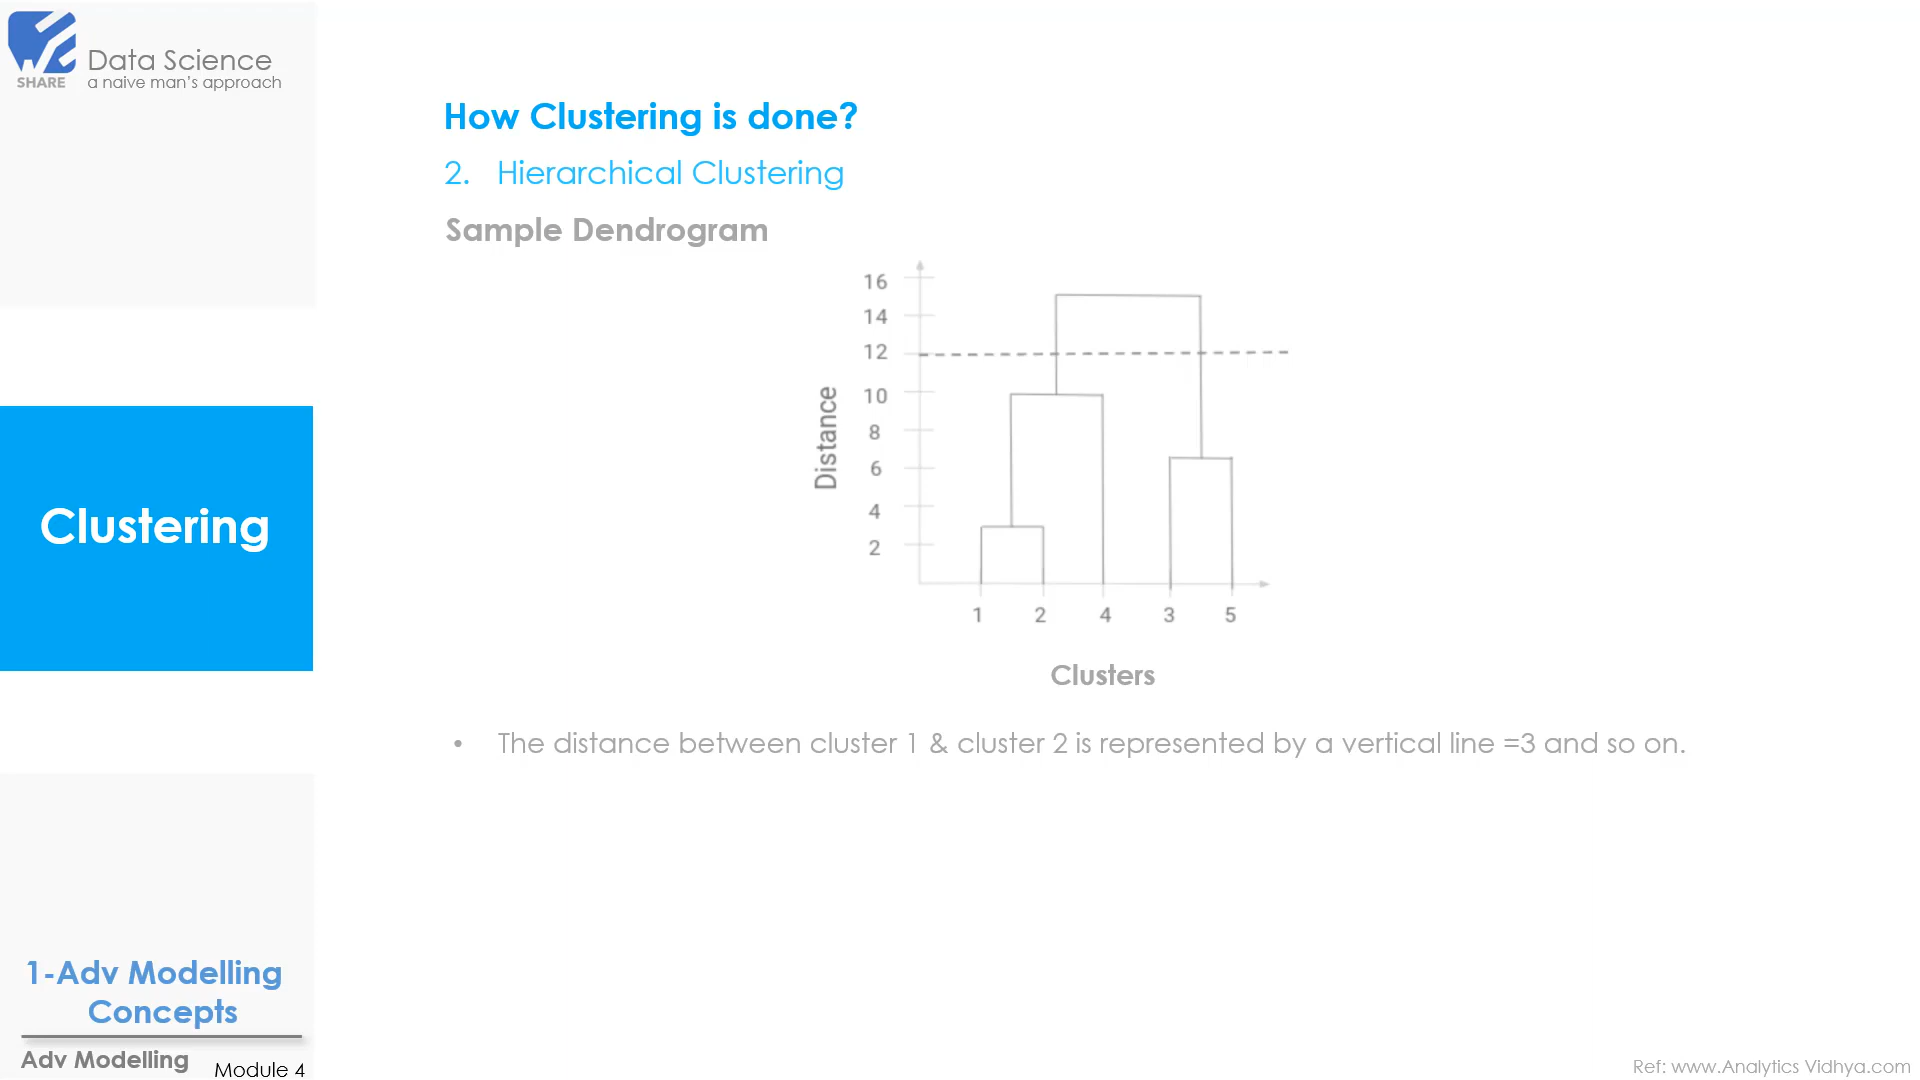 SHARE
Data Science
a naive man's approach
How Clustering is done?
2. Hierarchical Clustering
Sample Dendrogram
16
14
12
10
8
6
4
2
Distance
1 2 4 3 5
Clusters
• The distance between cluster 1 & cluster 2 is represented by a vertical line =3 and so on.
Clustering
1-Adv Modelling
Concepts
Adv Modelling
Module 4
Ref: www.Analytics Vidhya.com